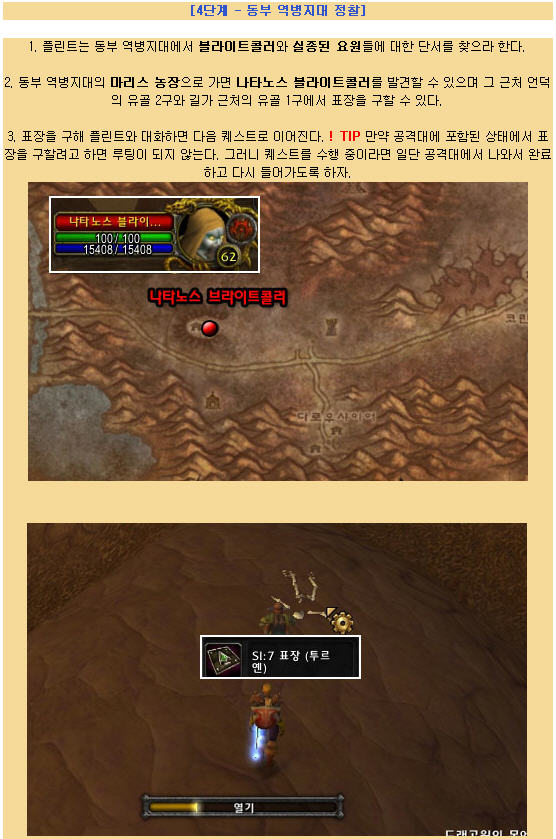 [4단계 - 동부 역병지대 정찰]
1, 플린트는 동부 역병지대에서 블라이트콜러와 실종된 요원들에 대한 단서를 찾으라 한다.
2, 동부 역병지대의 마리스 농장으로 가면 나타노스 블라이트콜러를 발견할 수 있으며 그 근처 언덕
의 유골 2구와 길가 근처의 유골 1구에서 표장을 구할 수 있다.
3, 표장을 구해 플린트와 대화하면 다음 퀘스트로 이어진다. ! TIP 만약 공격대에 포함된 상태에서 표
장을 구할려고 하면 루팅이 되지 않는다. 그러니 퀘스트를 수행 중이라면 일단 공격대에서 나와서 완료
하고 다시 들어가도록 하자.
나타노스 블라이...
100 / 100
15408 / 15408
62
나타노스 브라이트콜러
코린
다로우샤이어
SI:7 표장 (투르
옌)
열기